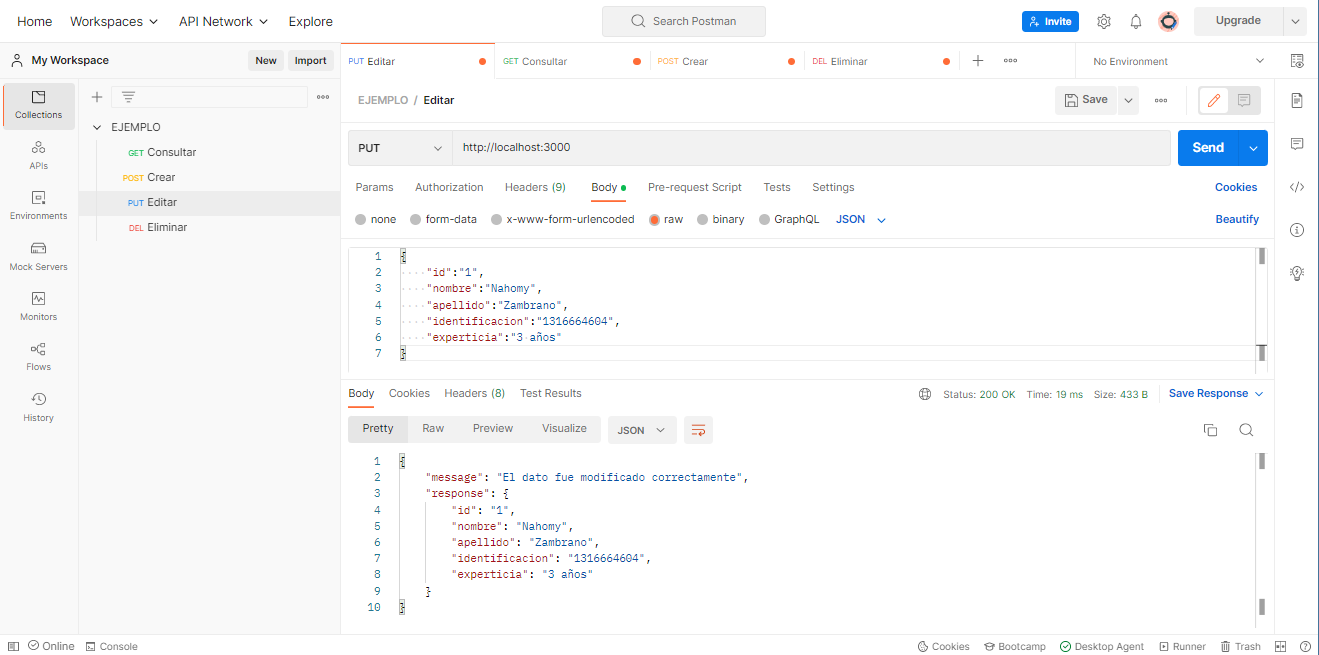 Home Workspaces API Network Explore Search Postman Invite Upgrade
My Workspace New Import
PUT Editar GET Consultar POST Crear DEL Eliminar No Environment
Collections
APIs
Environments
Mock Servers
Monitors
Flows
History
EJEMPLO
GET Consultar
POST Crear
PUT Editar
DEL Eliminar
EJEMPLO / Editar Save
PUT http://localhost:3000 Send
Params Authorization Headers (9) Body Pre-request Script Tests Settings Cookies
none form-data x-www-form-urlencoded raw binary GraphQL JSON Beautify
1 {
2 ····"id":"1",
3 ····"nombre":"Nahomy",
4 ····"apellido":"Zambrano",
5 ····"identificacion":"1316664604",
6 ····"experticia":"3·años"
7 }
Body Cookies Headers (8) Test Results Status: 200 OK Time: 19 ms Size: 433 B Save Response
Pretty Raw Preview Visualize JSON
1 {
2 "message": "El dato fue modificado correctamente",
3 "response": {
4 "id": "1",
5 "nombre": "Nahomy",
6 "apellido": "Zambrano",
7 "identificacion": "1316664604",
8 "experticia": "3 años"
9 }
10 }
Online Console Cookies Bootcamp Desktop Agent Runner Trash